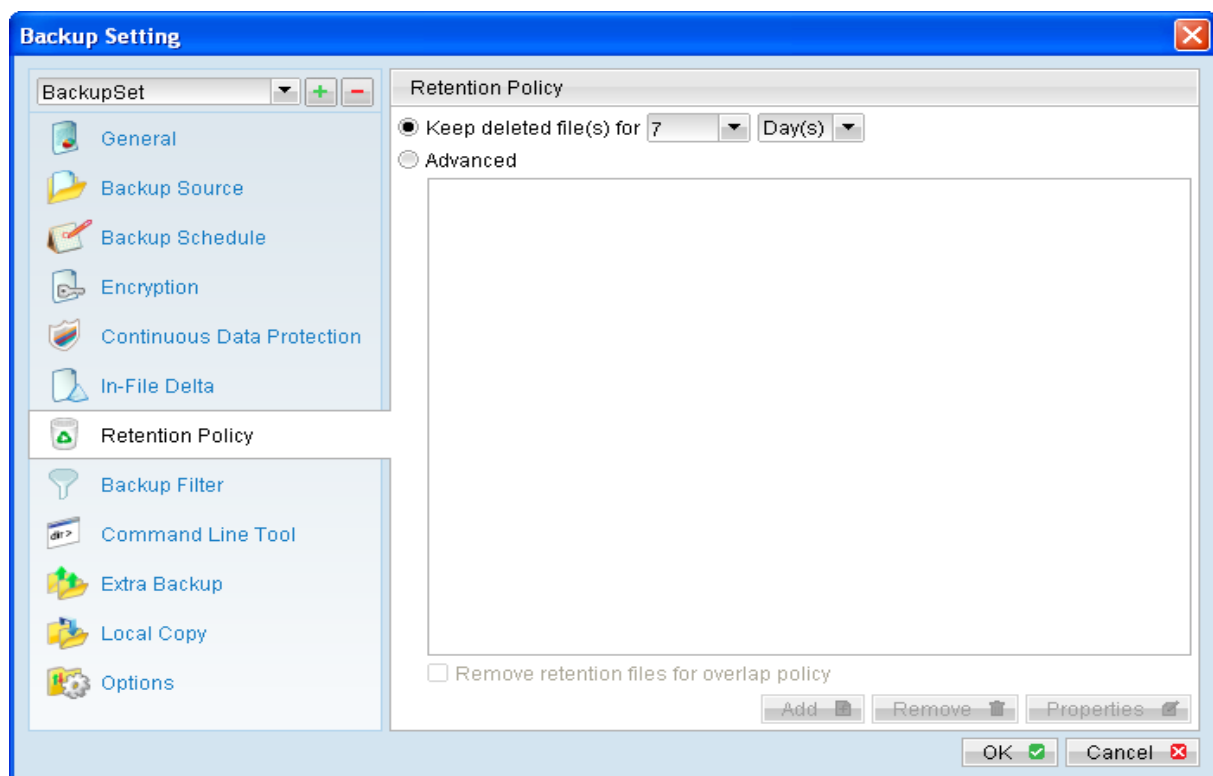 Backup Setting
BackupSet
General
Backup Source
Backup Schedule
Encryption
Continuous Data Protection
In-File Delta
Retention Policy
Backup Filter
dir>
Command Line Tool
Extra Backup
Local Copy
Options
Retention Policy
Keep deleted file(s) for 7 Day(s)
Advanced
Remove retention files for overlap policy
Add Remove Properties
OK Cancel